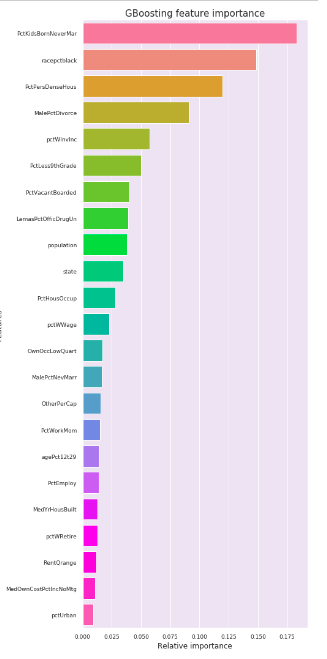 GBoosting feature importance
PctKidsBornNeverMar
racepctblack
PctPersDenseHous
MalePctDivorce
pctWInvInc
PctLess9thGrade
PctVacantBoarded
LemasPctOfficDrugUn
population
state
PctHousOccup
pctWWage
OwnOccLowQuart
MalePctNevMarr
OtherPerCap
PctWorkMom
agePct12t29
PctEmploy
MedYrHousBuilt
pctWRetire
RentQrange
MedOwnCostPctIncNoMtg
pctUrban
0.000 0.025 0.050 0.075 0.100 0.125 0.150 0.175
Relative importance